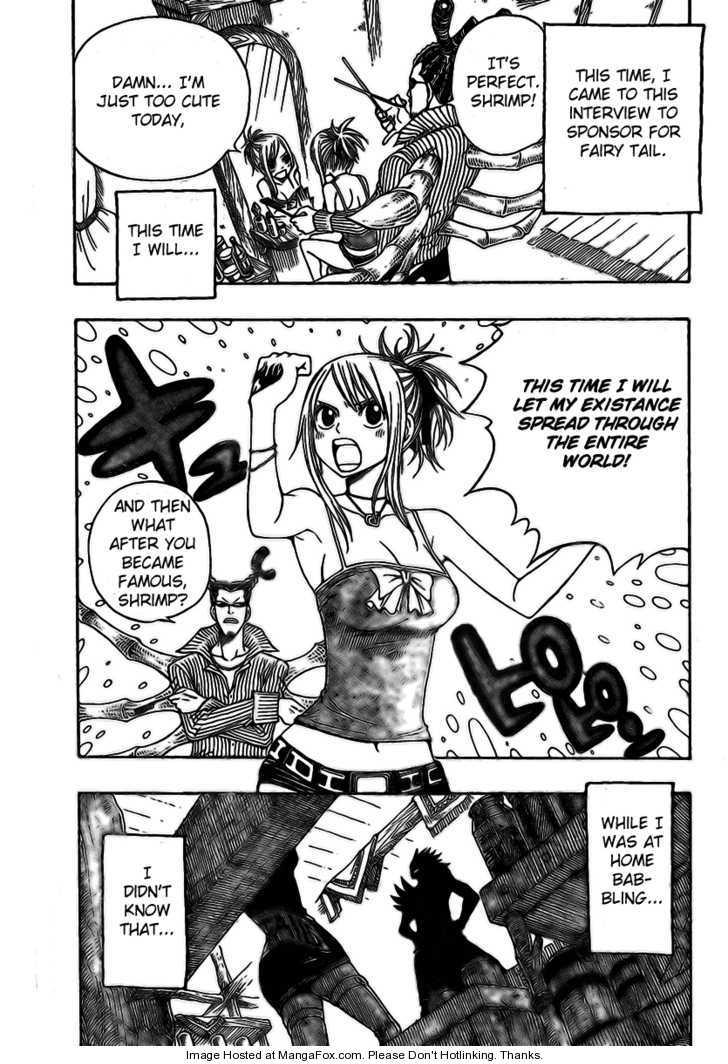 THIS TIME, I
CAME TO THIS
INTERVIEW TO
SPONSOR FOR
FAIRY TAIL.
IT'S
PERFECT.
SHRIMP!
DAMN... I'M
JUST TOO CUTE
TODAY,
THIS TIME
I WILL...
THIS TIME I WILL
LET MY EXISTANCE
SPREAD THROUGH
THE ENTIRE
WORLD!
AND THEN
WHAT
AFTER YOU
BECAME
FAMOUS,
SHRIMP?
WHILE I
WAS AT
HOME
BAB-
BLING...
I
DIDN'T
KNOW
THAT...
Image Hosted at MangaFox.com. Please Don't Hotlinking. Thanks.